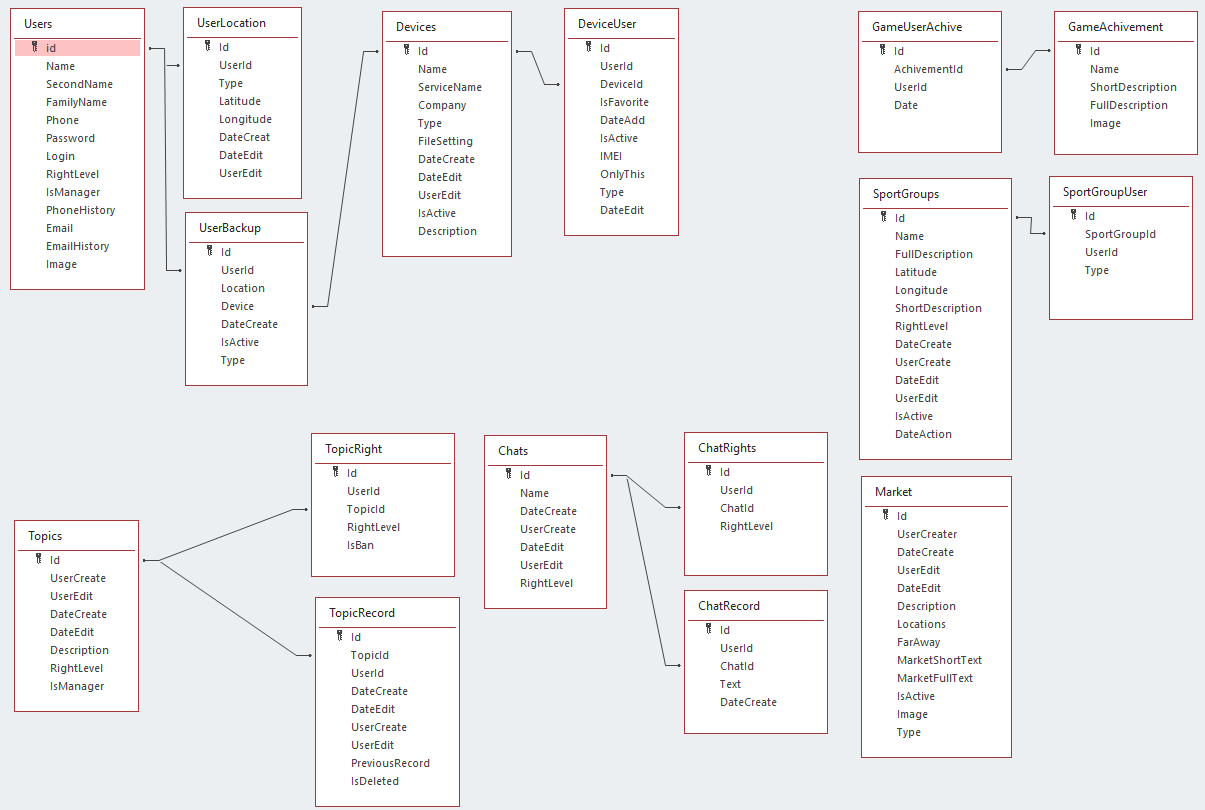 Users
id
Name
SecondName
FamilyName
Phone
Password
Login
RightLevel
IsManager
PhoneHistory
Email
EmailHistory
Image
UserLocation
Id
UserId
Type
Latitude
Longitude
DateCreat
DateEdit
UserEdit
UserBackup
Id
UserId
Location
Device
DateCreate
IsActive
Type
Devices
Id
Name
ServiceName
Company
Type
FileSetting
DateCreate
DateEdit
UserEdit
IsActive
Description
DeviceUser
Id
UserId
DeviceId
IsFavorite
DateAdd
IsActive
IMEI
OnlyThis
Type
DateEdit
GameUserAchive
Id
AchivementId
UserId
Date
GameAchivement
Id
Name
ShortDescription
FullDescription
Image
SportGroups
Id
Name
FullDescription
Latitude
Longitude
ShortDescription
RightLevel
DateCreate
UserCreate
DateEdit
UserEdit
IsActive
DateAction
SportGroupUser
Id
SportGroupId
UserId
Type
Topics
Id
UserCreate
UserEdit
DateCreate
DateEdit
Description
RightLevel
IsManager
TopicRight
Id
UserId
TopicId
RightLevel
IsBan
TopicRecord
Id
TopicId
UserId
DateCreate
DateEdit
UserCreate
UserEdit
PreviousRecord
IsDeleted
Chats
Id
Name
DateCreate
UserCreate
DateEdit
UserEdit
RightLevel
ChatRights
Id
UserId
ChatId
RightLevel
ChatRecord
Id
UserId
ChatId
Text
DateCreate
Market
Id
UserCreater
DateCreate
UserEdit
DateEdit
Description
Locations
FarAway
MarketShortText
MarketFullText
IsActive
Image
Type